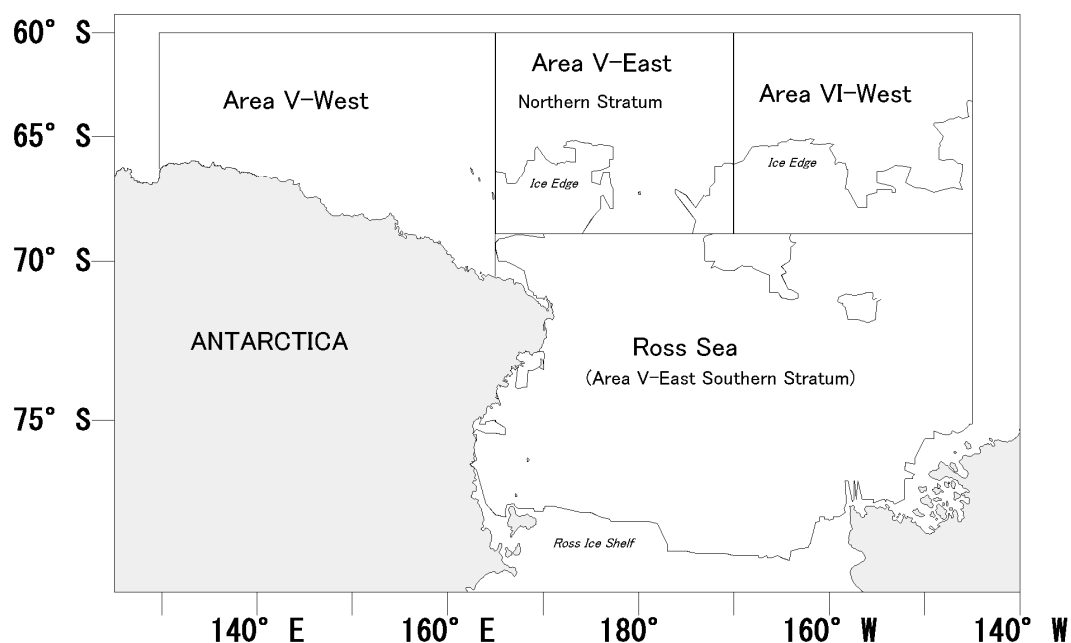 60° S
Area V-East
Area V-West
Northern Stratum
Area VI-West
65° S
Ice Edge
Ice Edge
70° S
ANTARCTICA
Ross Sea
(Area V-East Southern Stratum)
75° S
Ross Ice Shelf
140° E
160° E
180°
160° W
140° W